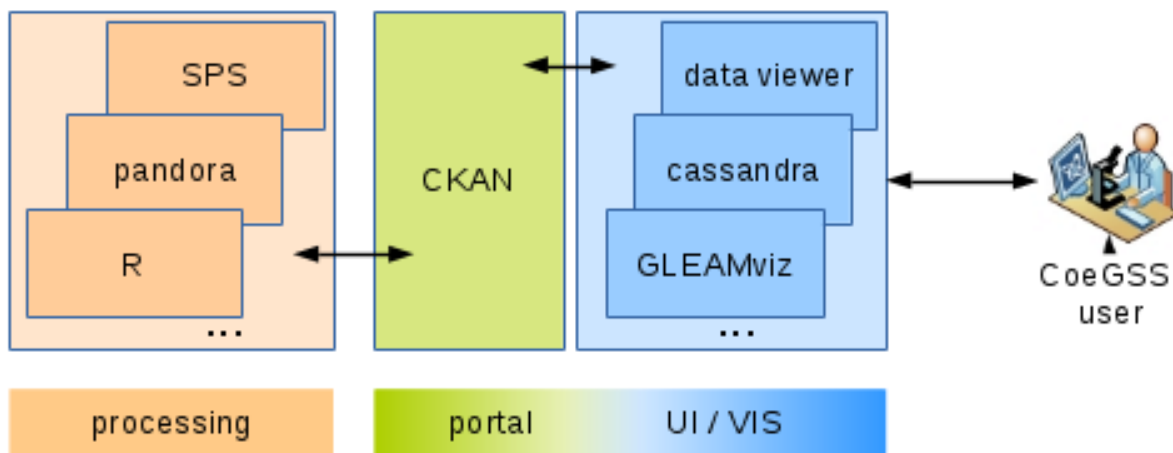 SPS
pandora
R
...
CKAN
data viewer
cassandra
GLEAMviz
...
CoeGSS
user
processing
portal
UI / VIS